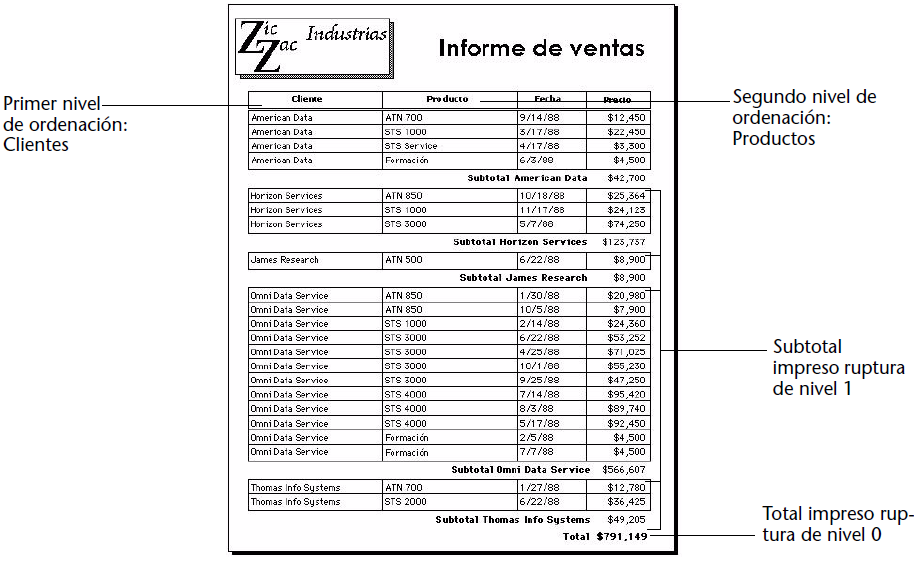 Zic
Zac Industrias
Informe de ventas
Primer nivel
de ordenación:
Clientes
Segundo nivel de
ordenación:
Productos
Cliente Producto Fecha Precio
American Data ATN 700 9/14/88 $12,450
American Data STS 1000 3/17/88 $22,450
American Data STS Service 4/17/88 $3,300
American Data Formación 6/3/88 $4,500
Subtotal American Data $42,700
Horizon Services ATN 850 10/18/88 $25,364
Horizon Services STS 1000 11/17/88 $24,123
Horizon Services STS 3000 5/7/88 $74,250
Subtotal Horizon Services $123,737
James Research ATN 500 6/22/88 $8,900
Subtotal James Research $8,900
Omni Data Service ATN 850 1/30/88 $20,980
Omni Data Service ATN 850 10/5/88 $7,900
Omni Data Service STS 1000 2/14/88 $24,360
Omni Data Service STS 3000 6/22/88 $53,252
Omni Data Service STS 3000 4/25/88 $71,025
Omni Data Service STS 3000 10/1/88 $55,230
Omni Data Service STS 3000 9/25/88 $47,250
Omni Data Service STS 4000 7/14/88 $95,420
Omni Data Service STS 4000 8/3/88 $89,740
Omni Data Service STS 4000 5/17/88 $92,450
Omni Data Service Formación 2/5/88 $4,500
Omni Data Service Formación 7/7/88 $4,500
Subtotal Omni Data Service $566,607
Thomas Info Systems ATN 700 1/27/88 $12,780
Thomas Info Systems STS 2000 6/22/88 $36,425
Subtotal Thomas Info Systems $49,205
Total $791,149
Subtotal
impreso ruptura
de nivel 1
Total impreso rup-
tura de nivel 0